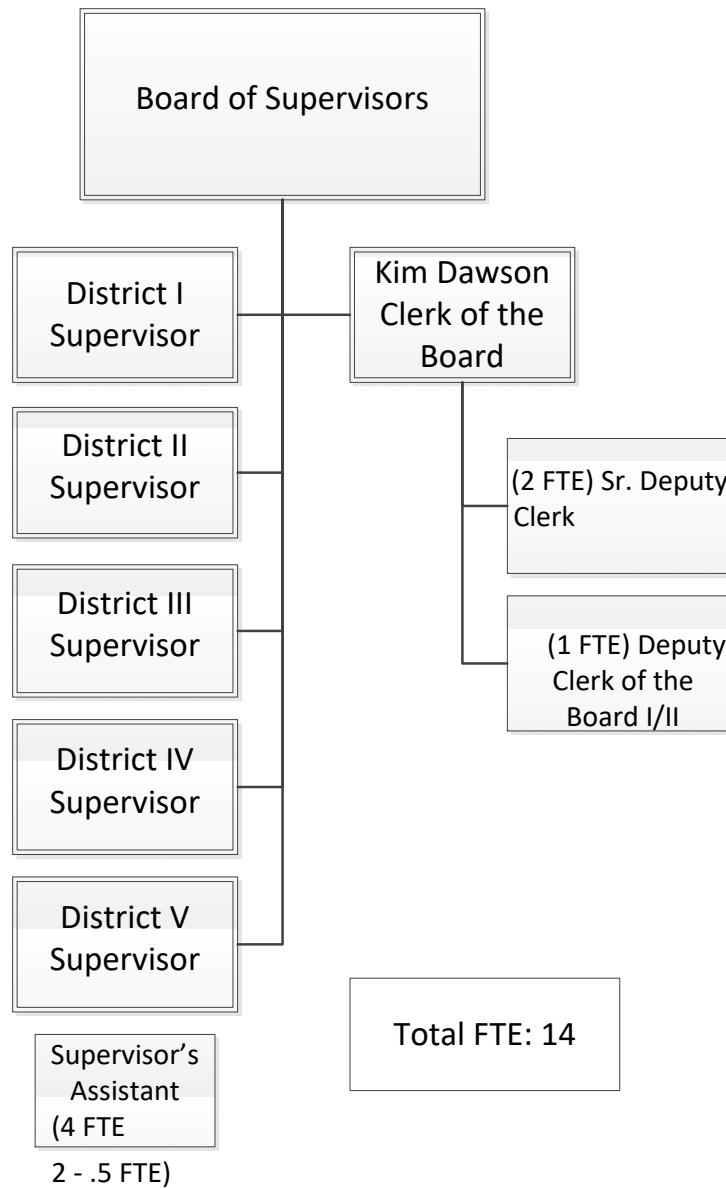 Board of Supervisors
District I
Supervisor
Kim Dawson
Clerk of the
Board
District II
Supervisor
(2 FTE) Sr. Deputy
Clerk
District III
Supervisor
(1 FTE) Deputy
Clerk of the
Board I/II
District IV
Supervisor
District V
Supervisor
Total FTE: 14
Supervisor’s
Assistant
(4 FTE
2 - .5 FTE)